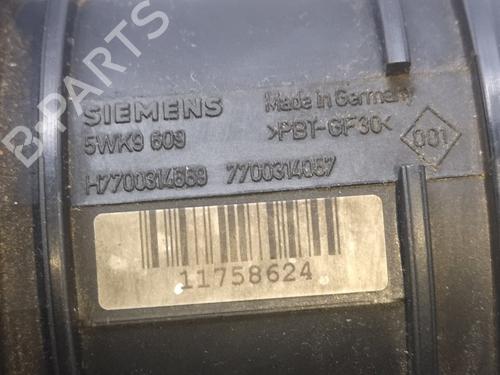 SIEMENS
Made in Germany
5WK9 609
>PBT-GF30<
001
H7700314669 7700314057
11758624
B-PARTS